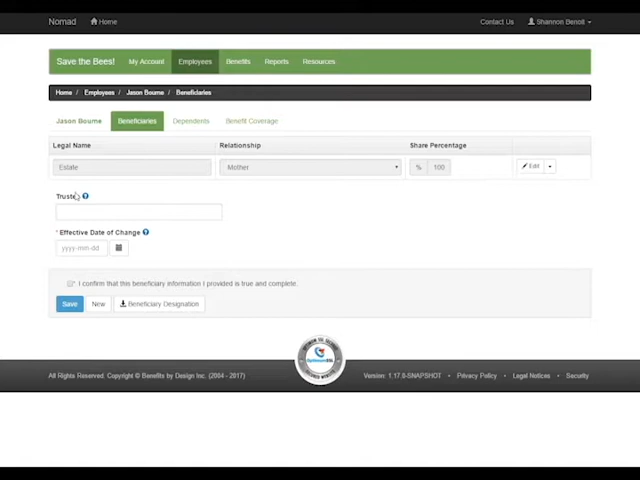 Nomad Home Contact Us Shannon Benoit
Save the Bees! My Account Employees Benefits Reports Resources
Home / Employees / Jason Bourne / Beneficiaries
Jason Bourne Beneficiaries Dependents Benefit Coverage
Legal Name Relationship Share Percentage
Estate Mother % 100 Edit
Trustee
* Effective Date of Change
yyyy-mm-dd
* I confirm that this beneficiary information I provided is true and complete.
Save New Beneficiary Designation
All Rights Reserved. Copyright © Benefits by Design Inc. (2004 - 2017) Version: 1.17.0-SNAPSHOT • Privacy Policy • Legal Notices • Security